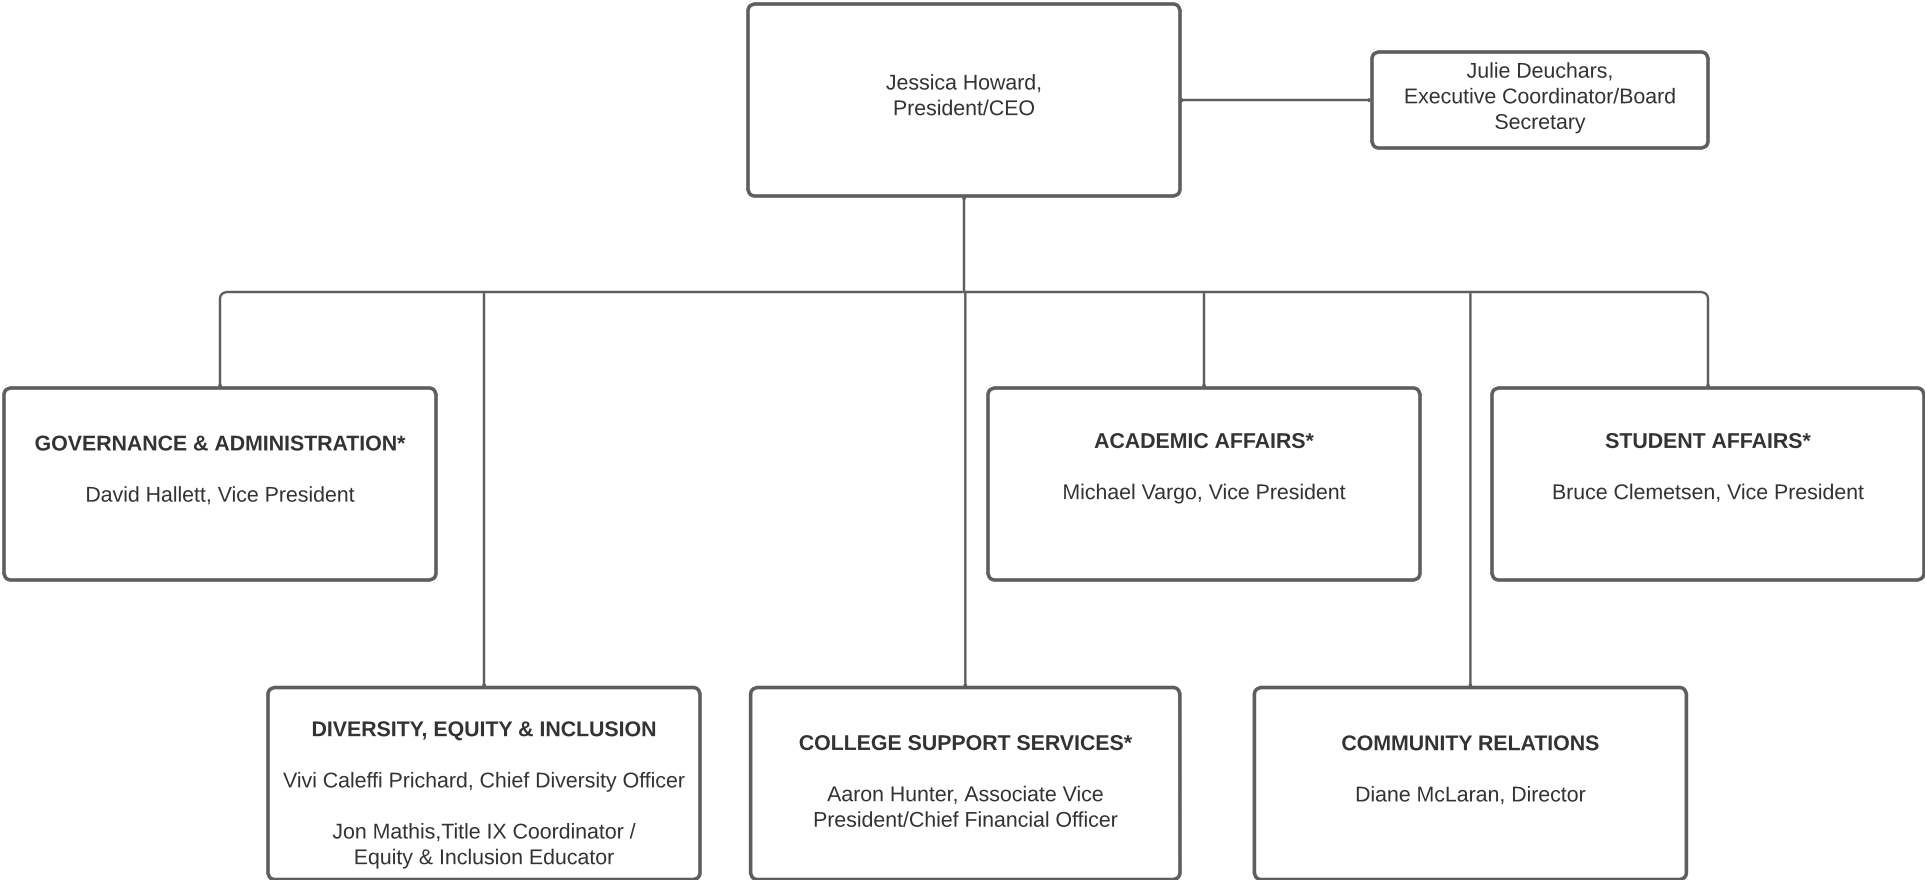 Jessica Howard,
President/CEO
Julie Deuchars,
Executive Coordinator/Board
Secretary
GOVERNANCE & ADMINISTRATION*
David Hallett, Vice President
ACADEMIC AFFAIRS*
Michael Vargo, Vice President
STUDENT AFFAIRS*
Bruce Clemetsen, Vice President
DIVERSITY, EQUITY & INCLUSION
Vivi Caleffi Prichard, Chief Diversity Officer
Jon Mathis,Title IX Coordinator /
Equity & Inclusion Educator
COLLEGE SUPPORT SERVICES*
Aaron Hunter, Associate Vice
President/Chief Financial Officer
COMMUNITY RELATIONS
Diane McLaran, Director